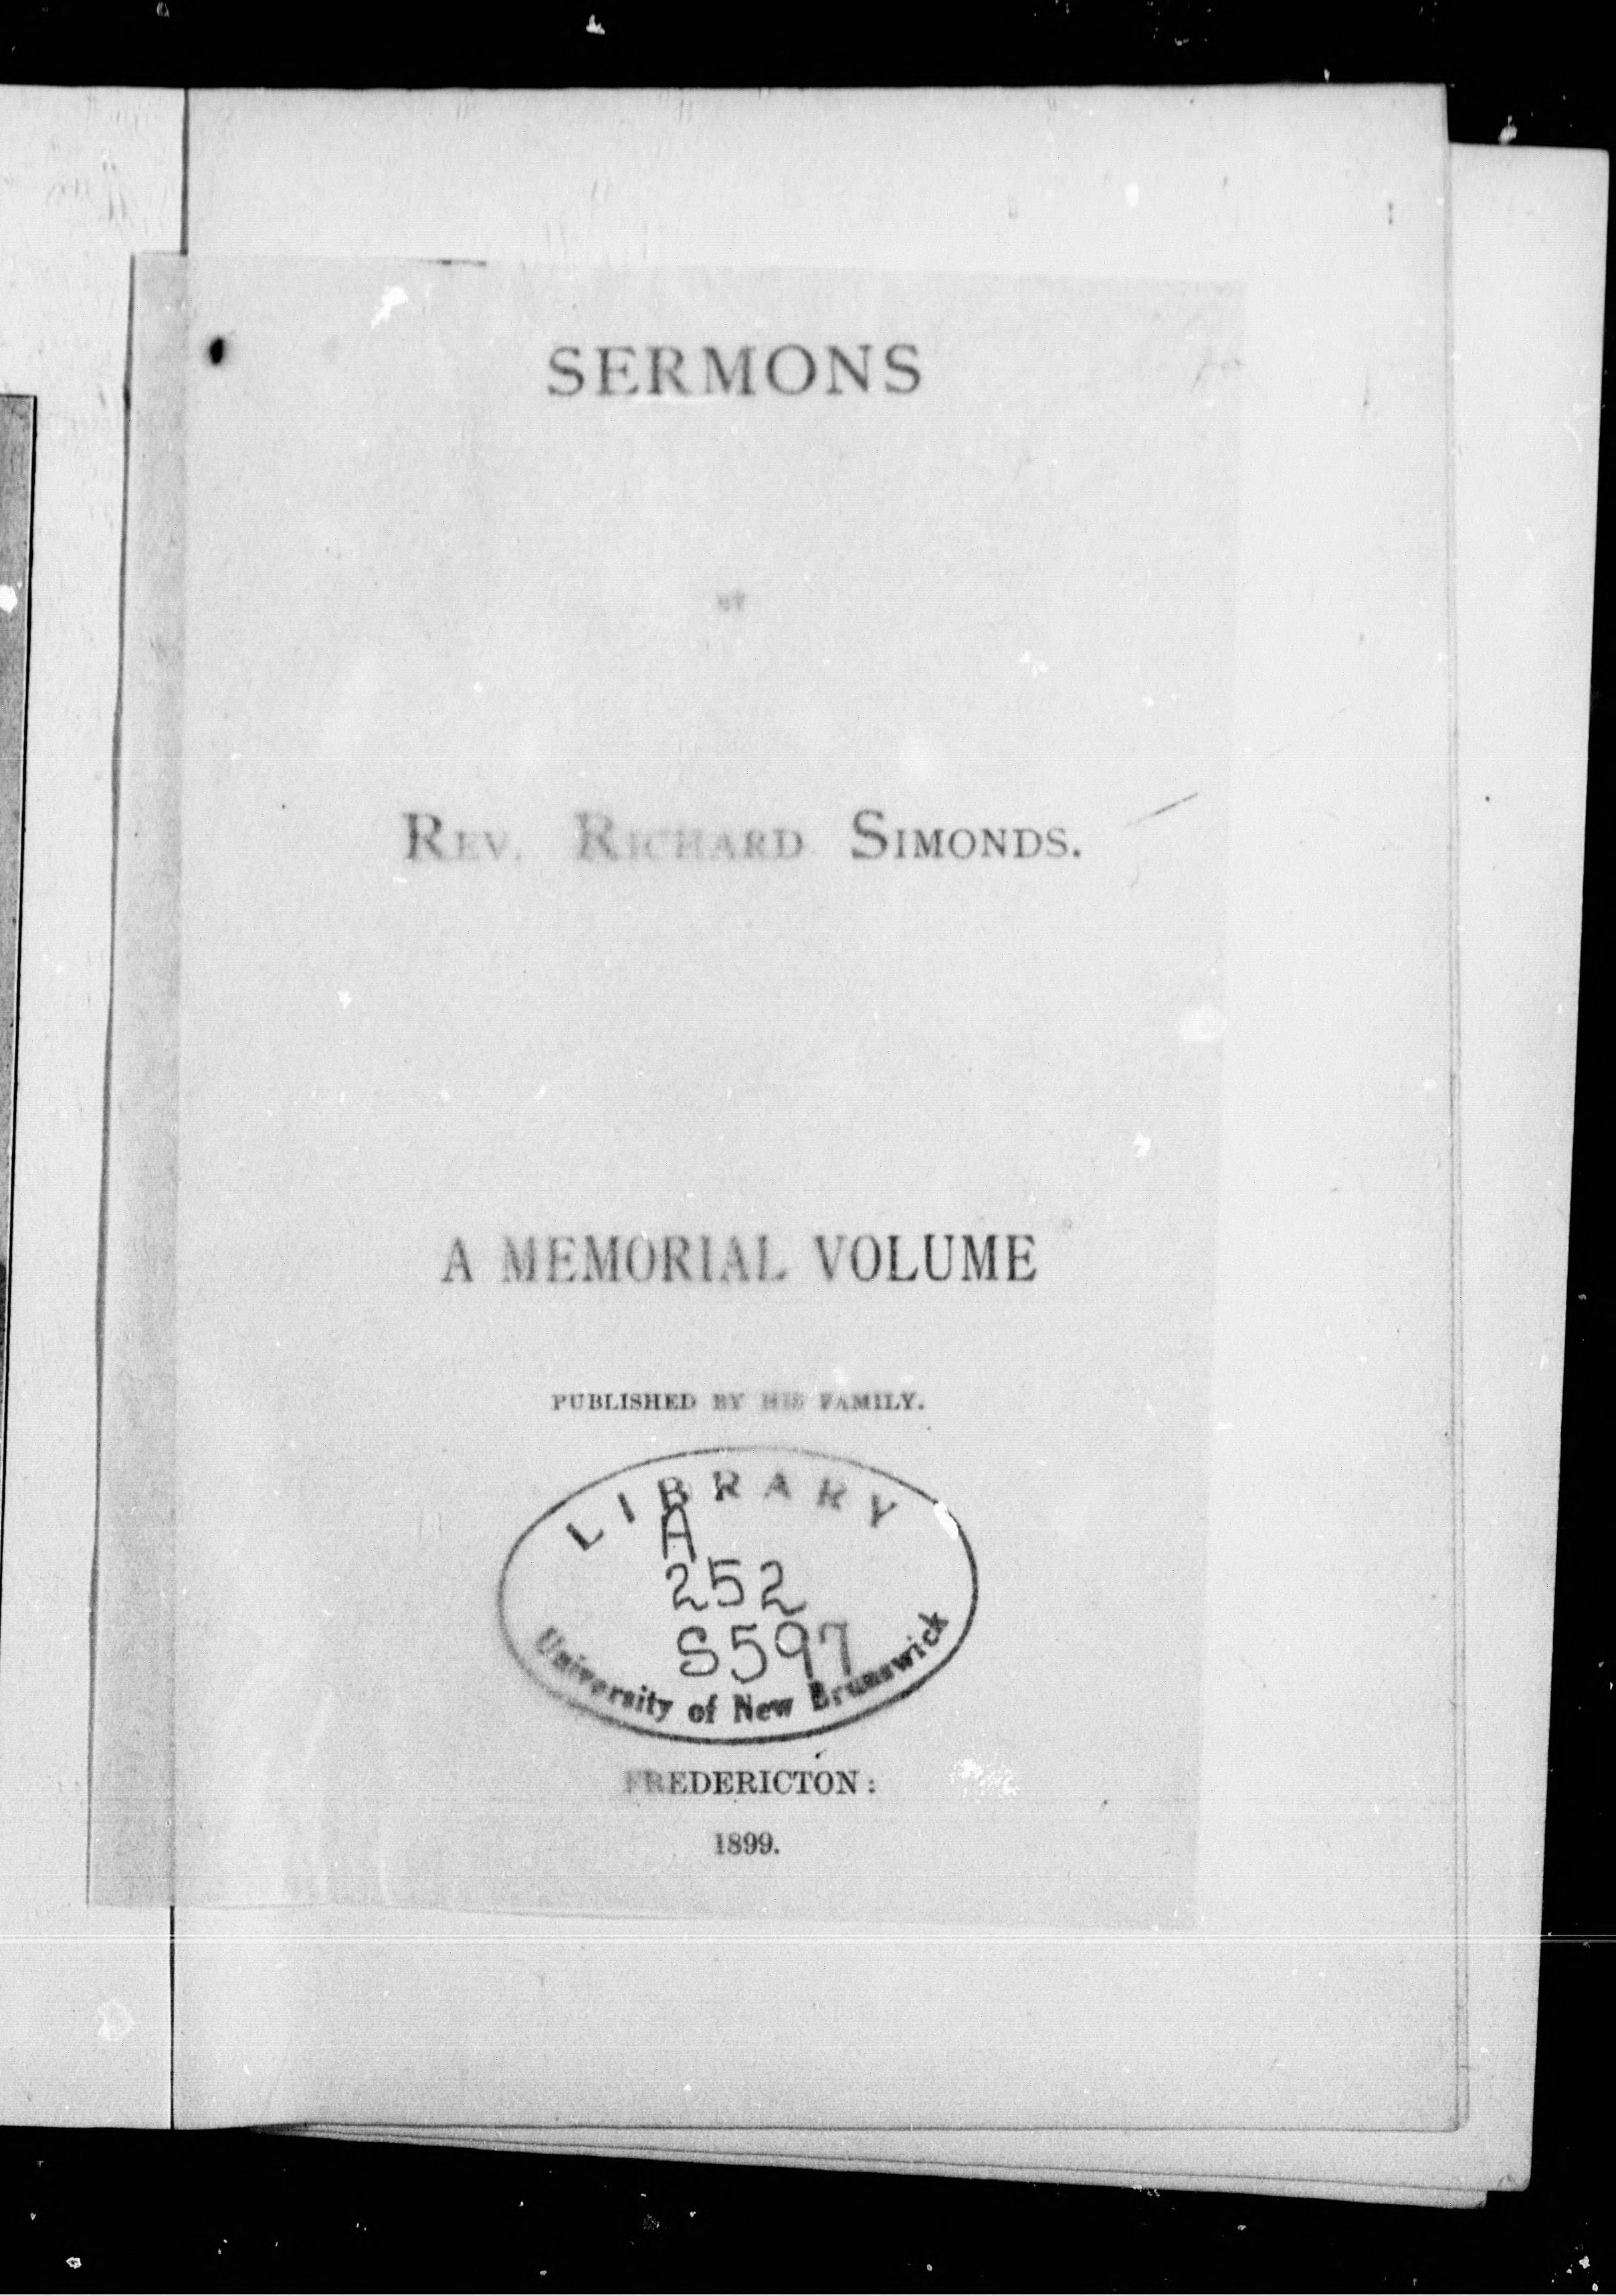 SERMONS
BY
REV. RICHARD SIMONDS.
A MEMORIAL VOLUME
PUBLISHED BY HIS FAMILY.
LIBRARY
A
252
S597
University of New Brunswick
FREDERICTON:
1899.